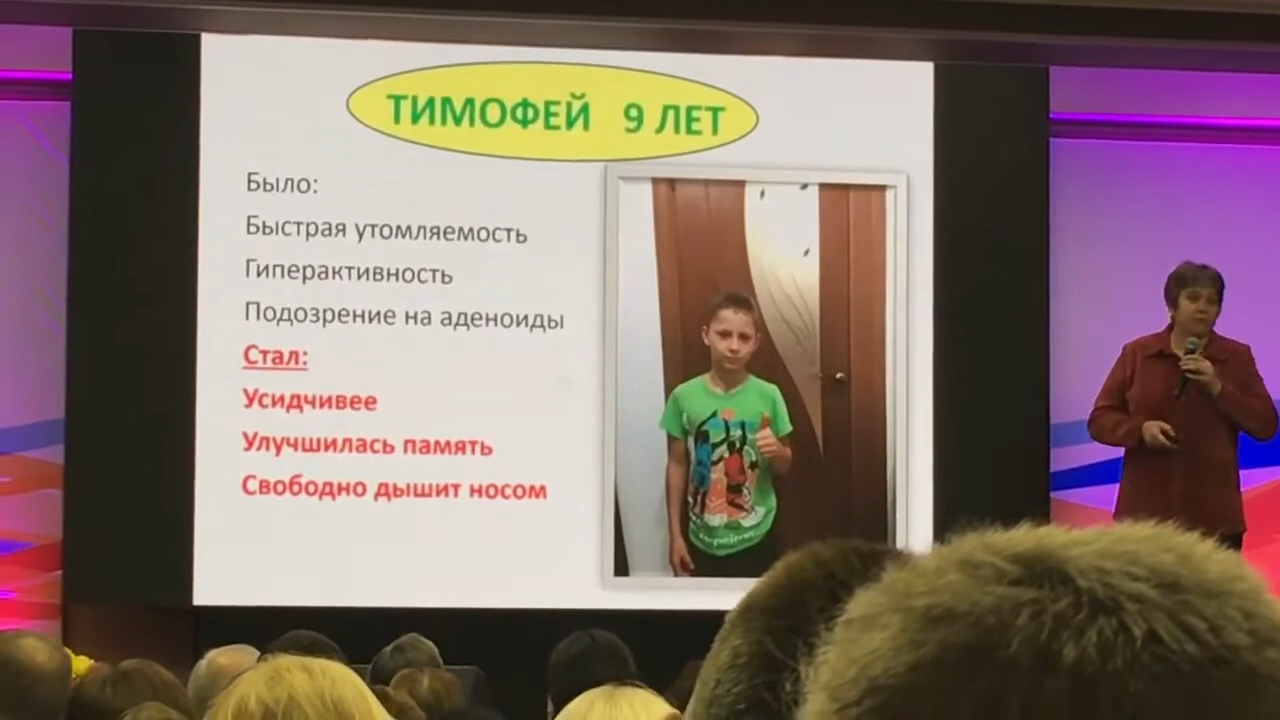 ТИМОФЕЙ 9 ЛЕТ
Было:
Быстрая утомляемость
Гиперактивность
Подозрение на аденоиды
Стал:
Усидчивее
Улучшилась память
Свободно дышит носом